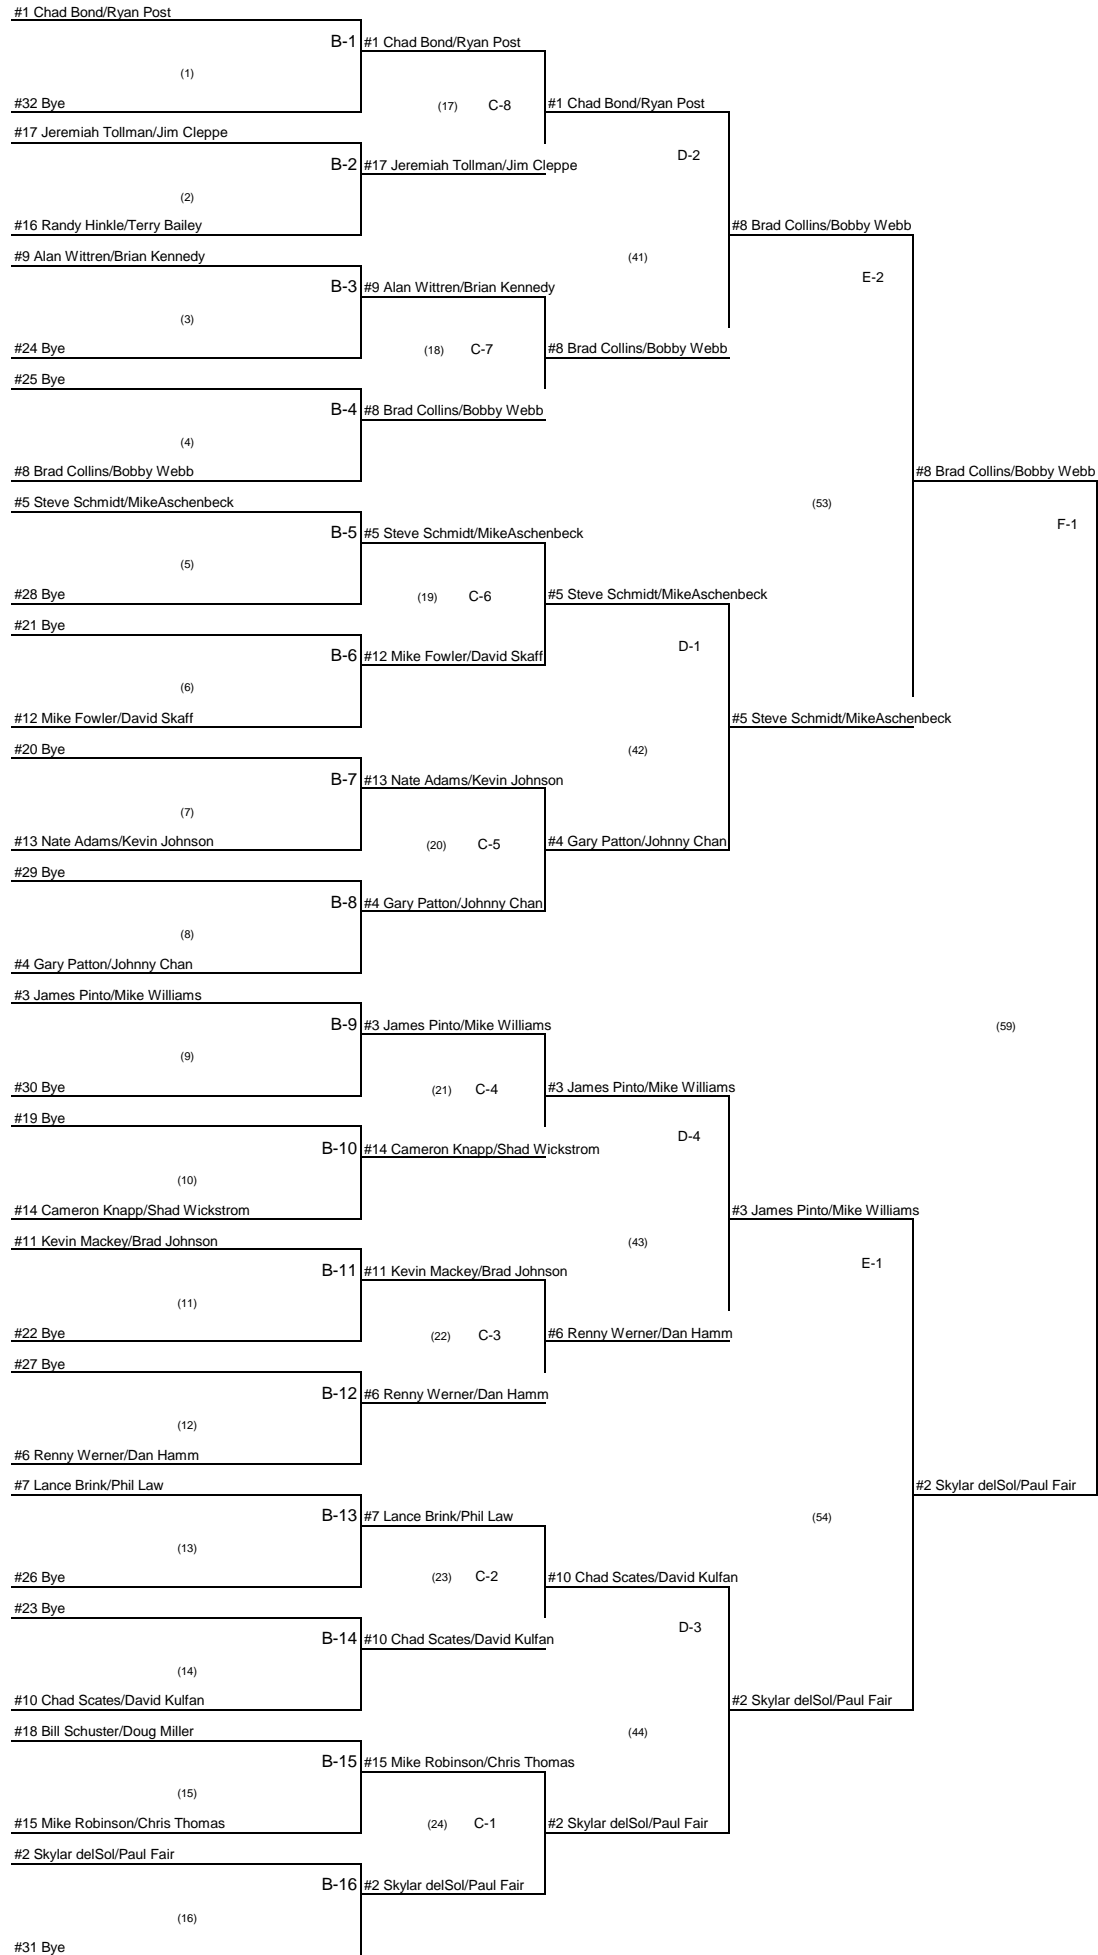 #1 Chad Bond/Ryan Post
B-1 #1 Chad Bond/Ryan Post
(1)
#32 Bye
(17) C-8
#1 Chad Bond/Ryan Post
#17 Jeremiah Tollman/Jim Cleppe
D-2
B-2 #17 Jeremiah Tollman/Jim Cleppe
(2)
#16 Randy Hinkle/Terry Bailey
#8 Brad Collins/Bobby Webb
#9 Alan Wittren/Brian Kennedy
(41)
E-2
B-3 #9 Alan Wittren/Brian Kennedy
(3)
#24 Bye
(18) C-7
#8 Brad Collins/Bobby Webb
#25 Bye
B-4 #8 Brad Collins/Bobby Webb
(4)
#8 Brad Collins/Bobby Webb
#8 Brad Collins/Bobby Webb
#5 Steve Schmidt/MikeAschenbeck
(53)
F-1
B-5 #5 Steve Schmidt/MikeAschenbeck
(5)
#28 Bye
(19) C-6
#5 Steve Schmidt/MikeAschenbeck
#21 Bye
D-1
B-6 #12 Mike Fowler/David Skaff
(6)
#12 Mike Fowler/David Skaff
#5 Steve Schmidt/MikeAschenbeck
#20 Bye
(42)
B-7 #13 Nate Adams/Kevin Johnson
(7)
#13 Nate Adams/Kevin Johnson
(20) C-5
#4 Gary Patton/Johnny Chan
#29 Bye
B-8 #4 Gary Patton/Johnny Chan
(8)
#4 Gary Patton/Johnny Chan
#3 James Pinto/Mike Williams
B-9 #3 James Pinto/Mike Williams
(59)
(9)
#30 Bye
(21) C-4
#3 James Pinto/Mike Williams
#19 Bye
D-4
B-10 #14 Cameron Knapp/Shad Wickstrom
(10)
#14 Cameron Knapp/Shad Wickstrom
#3 James Pinto/Mike Williams
#11 Kevin Mackey/Brad Johnson
(43)
E-1
B-11 #11 Kevin Mackey/Brad Johnson
(11)
#22 Bye
(22) C-3
#6 Renny Werner/Dan Hamm
#27 Bye
B-12 #6 Renny Werner/Dan Hamm
(12)
#6 Renny Werner/Dan Hamm
#7 Lance Brink/Phil Law
#2 Skylar delSol/Paul Fair
B-13 #7 Lance Brink/Phil Law
(54)
(13)
#26 Bye
(23) C-2
#10 Chad Scates/David Kulfan
#23 Bye
D-3
B-14 #10 Chad Scates/David Kulfan
(14)
#10 Chad Scates/David Kulfan
#2 Skylar delSol/Paul Fair
#18 Bill Schuster/Doug Miller
(44)
B-15 #15 Mike Robinson/Chris Thomas
(15)
#15 Mike Robinson/Chris Thomas
(24) C-1
#2 Skylar delSol/Paul Fair
#2 Skylar delSol/Paul Fair
B-16 #2 Skylar delSol/Paul Fair
(16)
#31 Bye